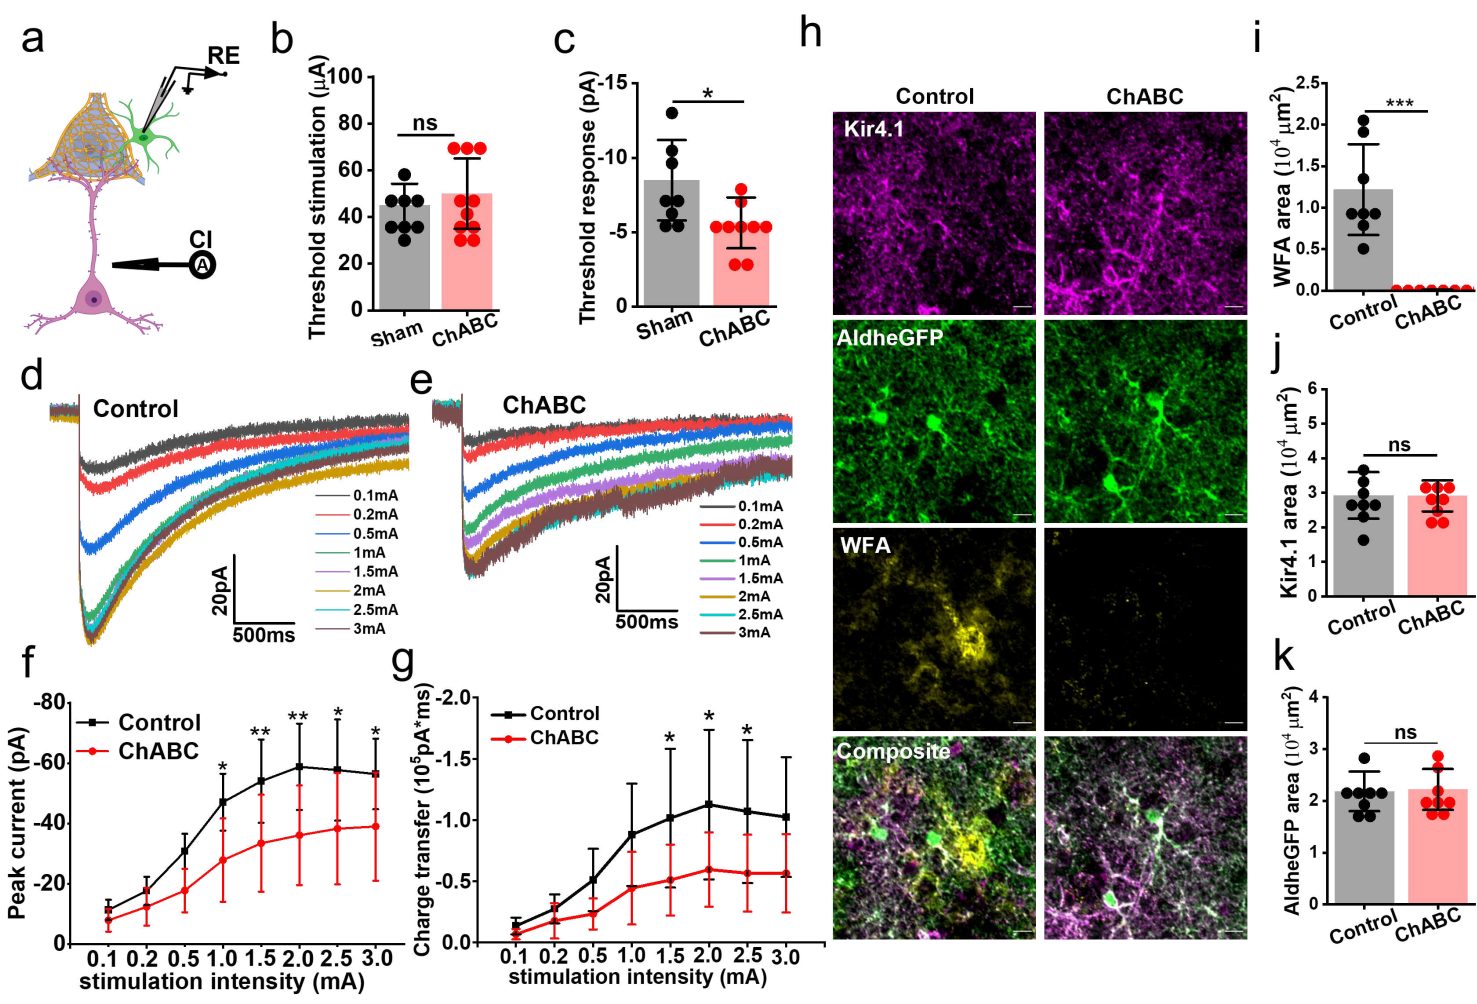 a
RE
CI
A
b
Threshold stimulation (μA)
100
80
60
40
20
0
ns
Sham
ChABC
c
Threshold response (pA)
-15
-10
-5
0
*
Sham
ChABC
d
Control
0.1mA
0.2mA
0.5mA
1mA
1.5mA
2mA
2.5mA
3mA
20pA
500ms
e
ChABC
0.1mA
0.2mA
0.5mA
1mA
1.5mA
2mA
2.5mA
3mA
20pA
500ms
f
Peak current (pA)
-80
-60
-40
-20
0
Control
ChABC
*
**
**
*
*
0.1 0.2 0.5 1.0 1.5 2.0 2.5 3.0
stimulation intensity (mA)
g
Charge transfer (10⁵pA*ms)
-2.0
-1.5
-1.0
-0.5
0.0
Control
ChABC
*
*
*
0.1 0.2 0.5 1.0 1.5 2.0 2.5 3.0
stimulation intensity (mA)
h
Control ChABC
Kir4.1
AldheGFP
WFA
Composite
i
WFA area (10⁴ μm²)
2.5
2.0
1.5
1.0
0.5
0.0
***
Control
ChABC
j
Kir4.1 area (10⁴ μm²)
6
5
4
3
2
1
0
ns
Control
ChABC
k
AldheGFP area (10⁴ μm²)
4
3
2
1
0
ns
Control
ChABC